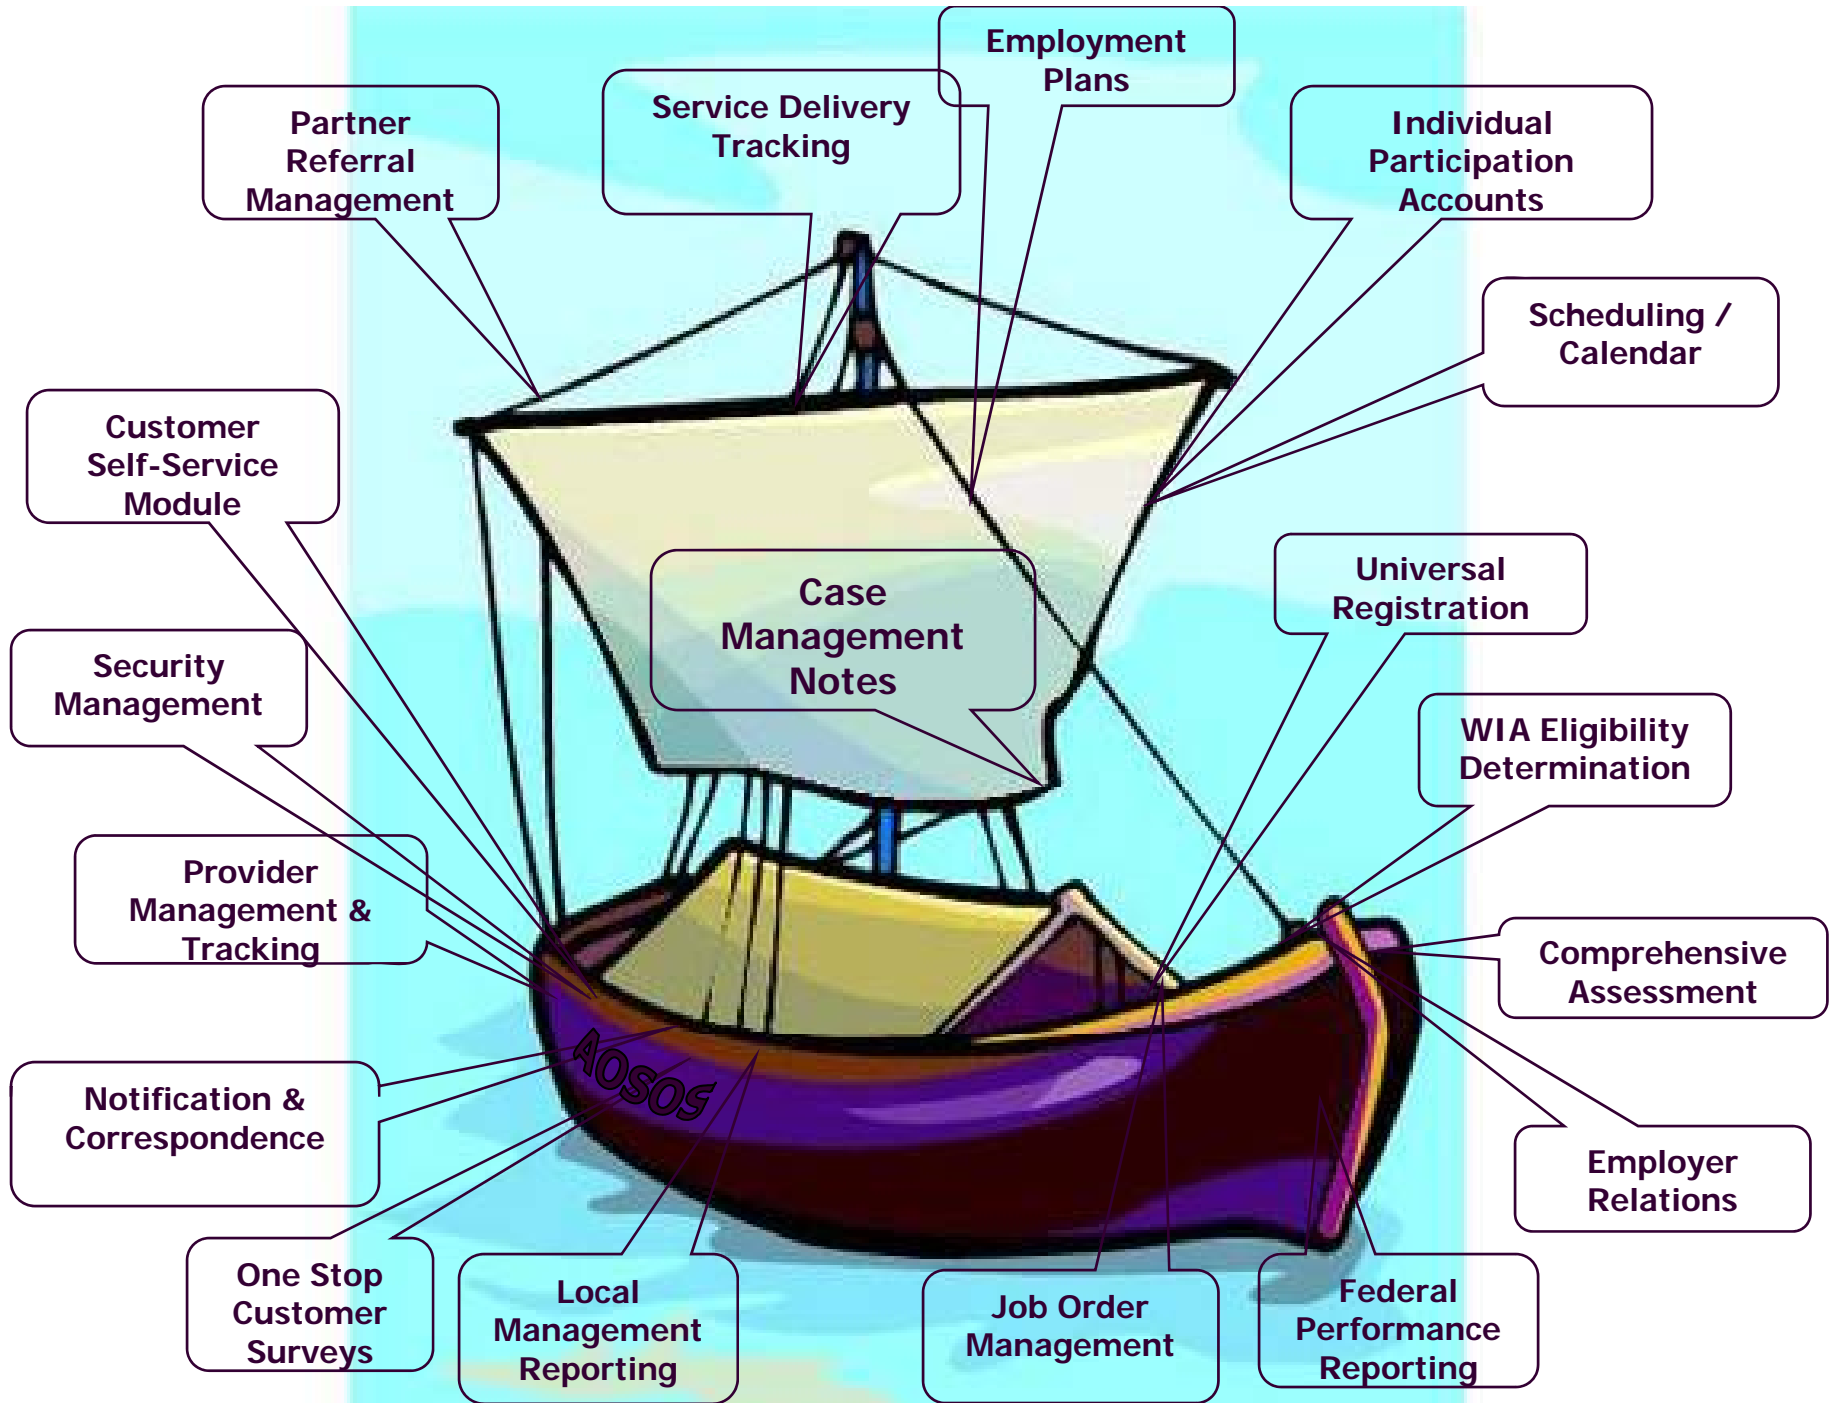 Employment
Plans
Service Delivery
Tracking
Partner
Referral
Management
Individual
Participation
Accounts
Scheduling /
Calendar
Customer
Self-Service
Module
Case
Management
Notes
Universal
Registration
Security
Management
WIA Eligibility
Determination
Provider
Management &
Tracking
Comprehensive
Assessment
AOSOS
Notification &
Correspondence
Employer
Relations
One Stop
Customer
Surveys
Local
Management
Reporting
Job Order
Management
Federal
Performance
Reporting